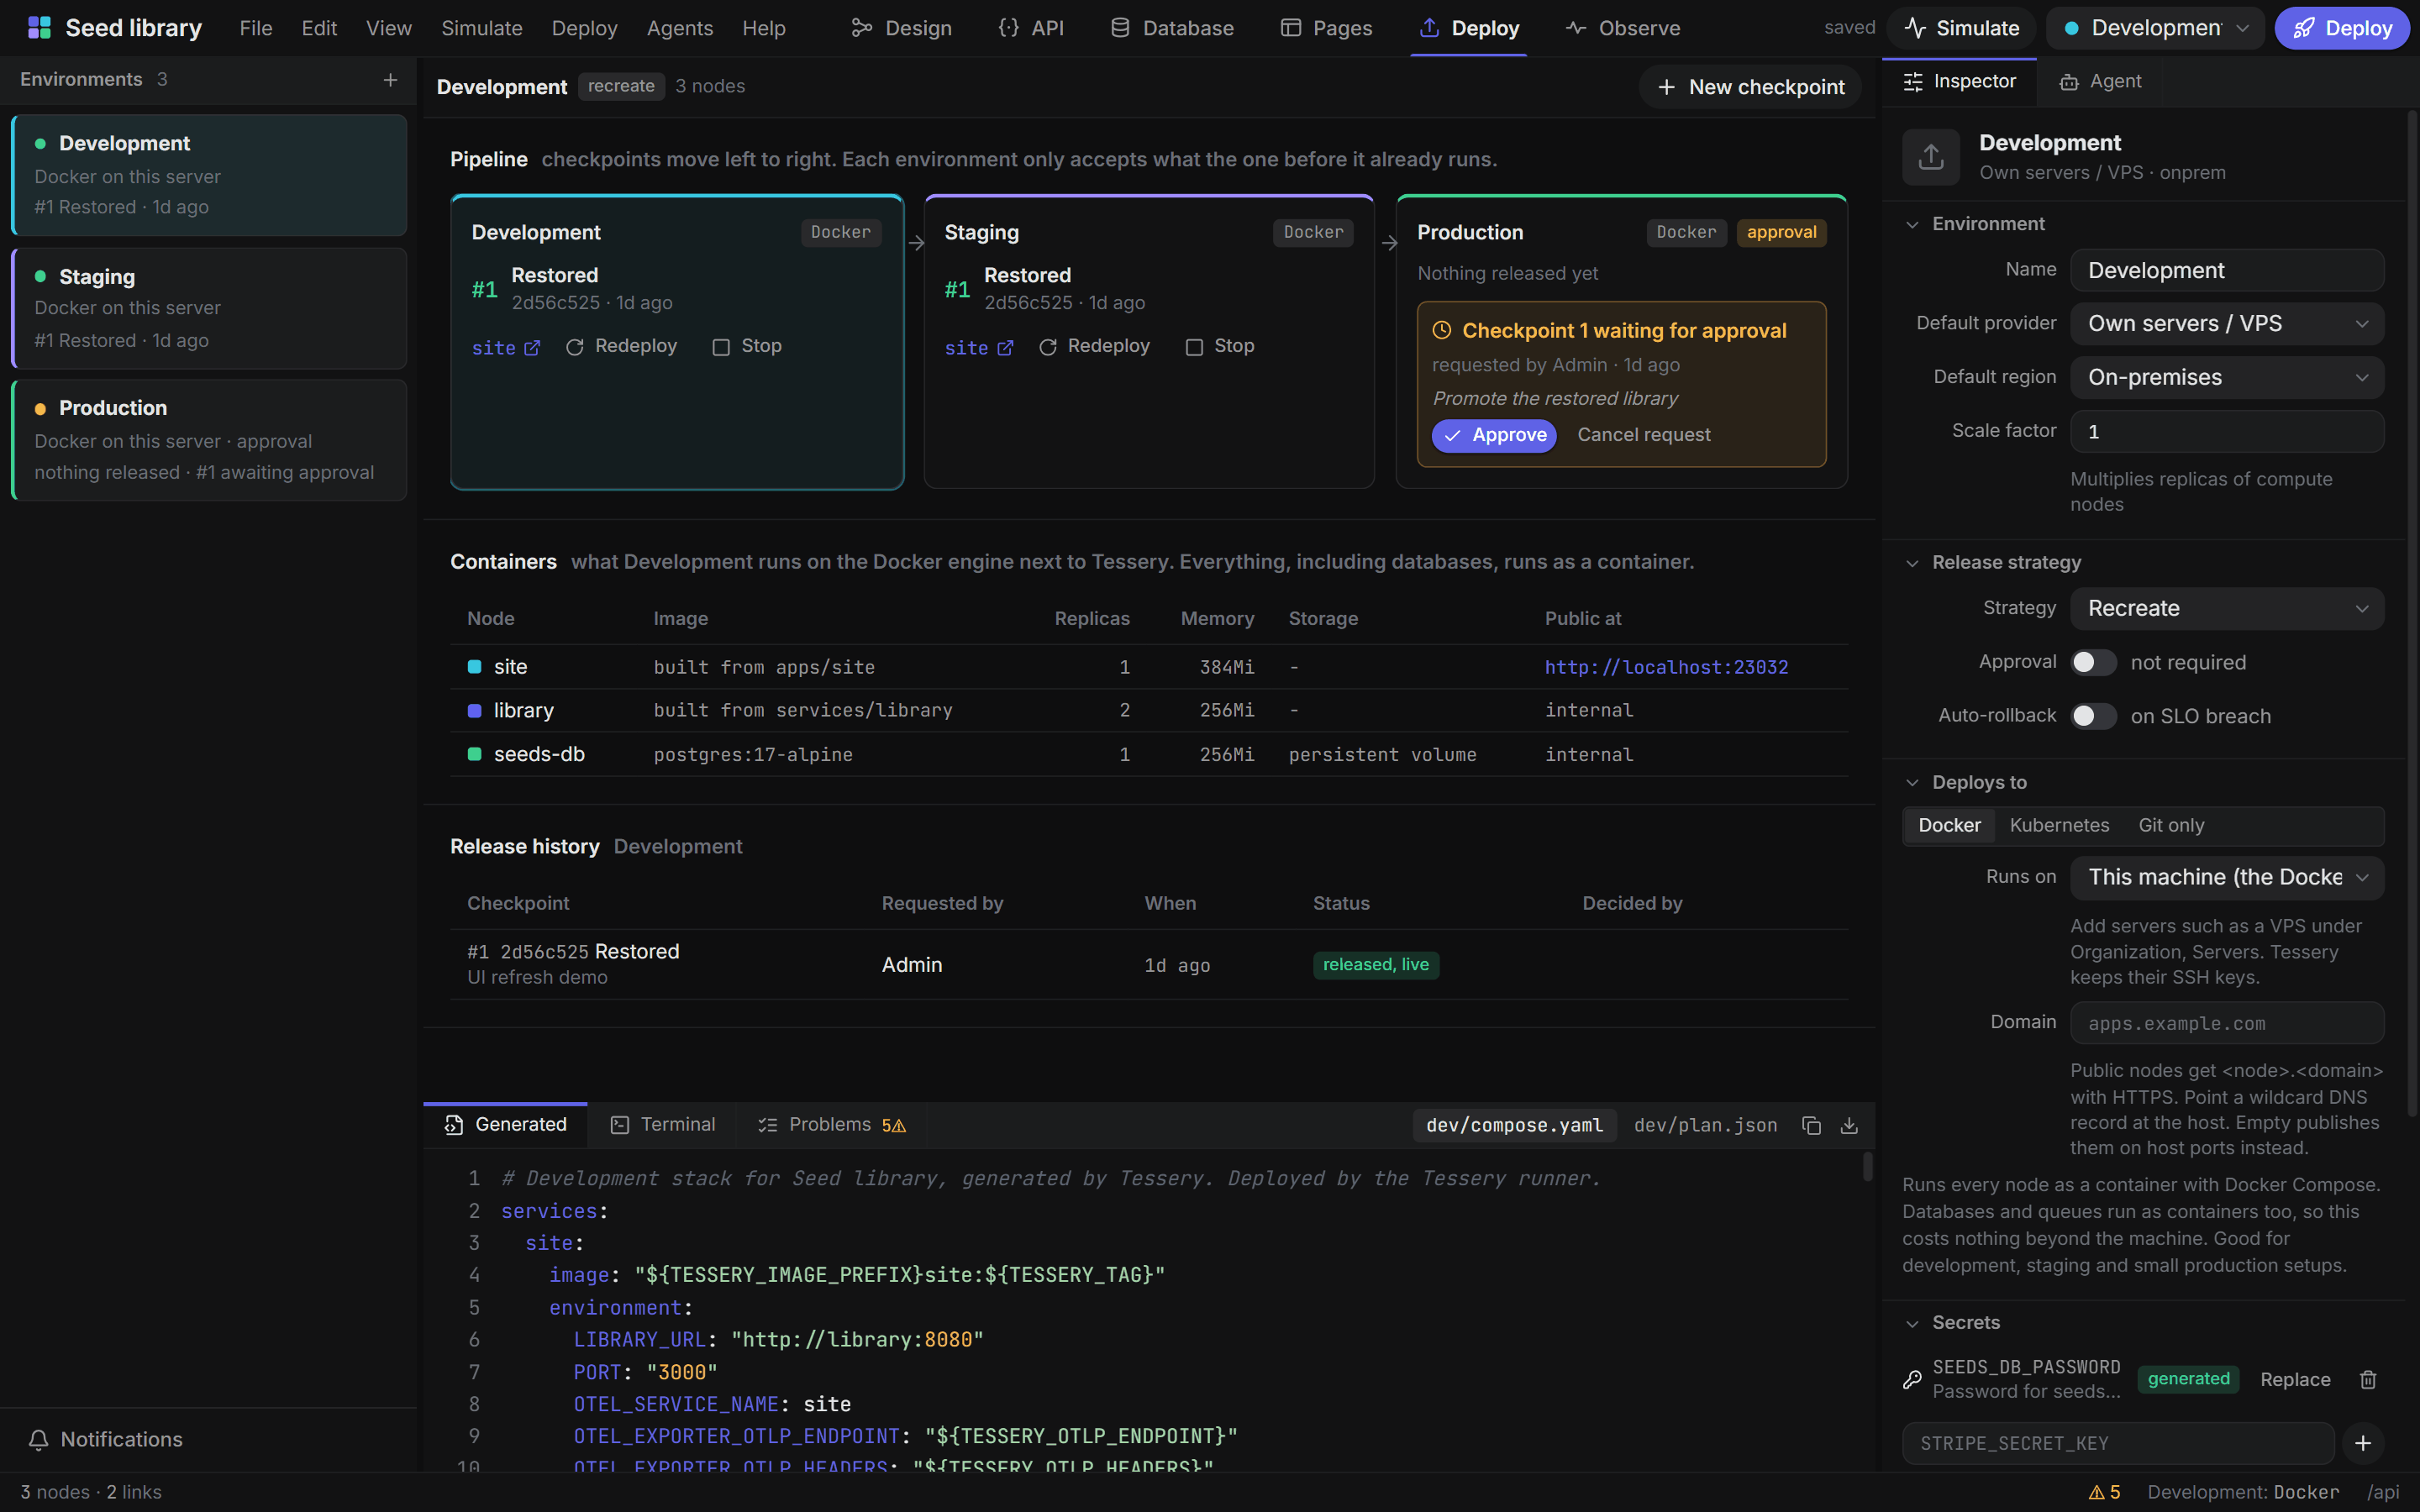 Seed library File Edit View Simulate Deploy Agents Help Design API Database Pages Deploy Observe saved Simulate Developmen Deploy
Environments 3
Development
Docker on this server
#1 Restored · 1d ago
Staging
Docker on this server
#1 Restored · 1d ago
Production
Docker on this server · approval
nothing released · #1 awaiting approval
Notifications
Development recreate 3 nodes New checkpoint
Pipeline checkpoints move left to right. Each environment only accepts what the one before it already runs.
Development Docker
#1 Restored
2d56c525 · 1d ago
site Redeploy Stop
Staging Docker
#1 Restored
2d56c525 · 1d ago
site Redeploy Stop
Production Docker approval
Nothing released yet
Checkpoint 1 waiting for approval
requested by Admin · 1d ago
Promote the restored library
Approve Cancel request
Containers what Development runs on the Docker engine next to Tessery. Everything, including databases, runs as a container.
Node Image Replicas Memory Storage Public at
site built from apps/site 1 384Mi - http://localhost:23032
library built from services/library 2 256Mi - internal
seeds-db postgres:17-alpine 1 256Mi persistent volume internal
Release history Development
Checkpoint Requested by When Status Decided by
#1 2d56c525 Restored Admin 1d ago released, live
UI refresh demo
Generated Terminal Problems 5 dev/compose.yaml dev/plan.json
1 # Development stack for Seed library, generated by Tessery. Deployed by the Tessery runner.
2 services:
3 site:
4 image: "${TESSERY_IMAGE_PREFIX}site:${TESSERY_TAG}"
5 environment:
6 LIBRARY_URL: "http://library:8080"
7 PORT: "3000"
8 OTEL_SERVICE_NAME: site
9 OTEL_EXPORTER_OTLP_ENDPOINT: "${TESSERY_OTLP_ENDPOINT}"
10 OTEL_EXPORTER_OTLP_HEADERS: "${TESSERY_OTLP_HEADERS}"
Inspector Agent
Development
Own servers / VPS · onprem
Environment
Name Development
Default provider Own servers / VPS
Default region On-premises
Scale factor 1
Multiplies replicas of compute
nodes
Release strategy
Strategy Recreate
Approval not required
Auto-rollback on SLO breach
Deploys to
Docker Kubernetes Git only
Runs on This machine (the Docke
Add servers such as a VPS under
Organization, Servers. Tessery
keeps their SSH keys.
Domain apps.example.com
Public nodes get <node>.<domain>
with HTTPS. Point a wildcard DNS
record at the host. Empty publishes
them on host ports instead.
Runs every node as a container with Docker Compose.
Databases and queues run as containers too, so this
costs nothing beyond the machine. Good for
development, staging and small production setups.
Secrets
SEEDS_DB_PASSWORD
Password for seeds... generated Replace
STRIPE_SECRET_KEY
3 nodes · 2 links 5 Development: Docker /api